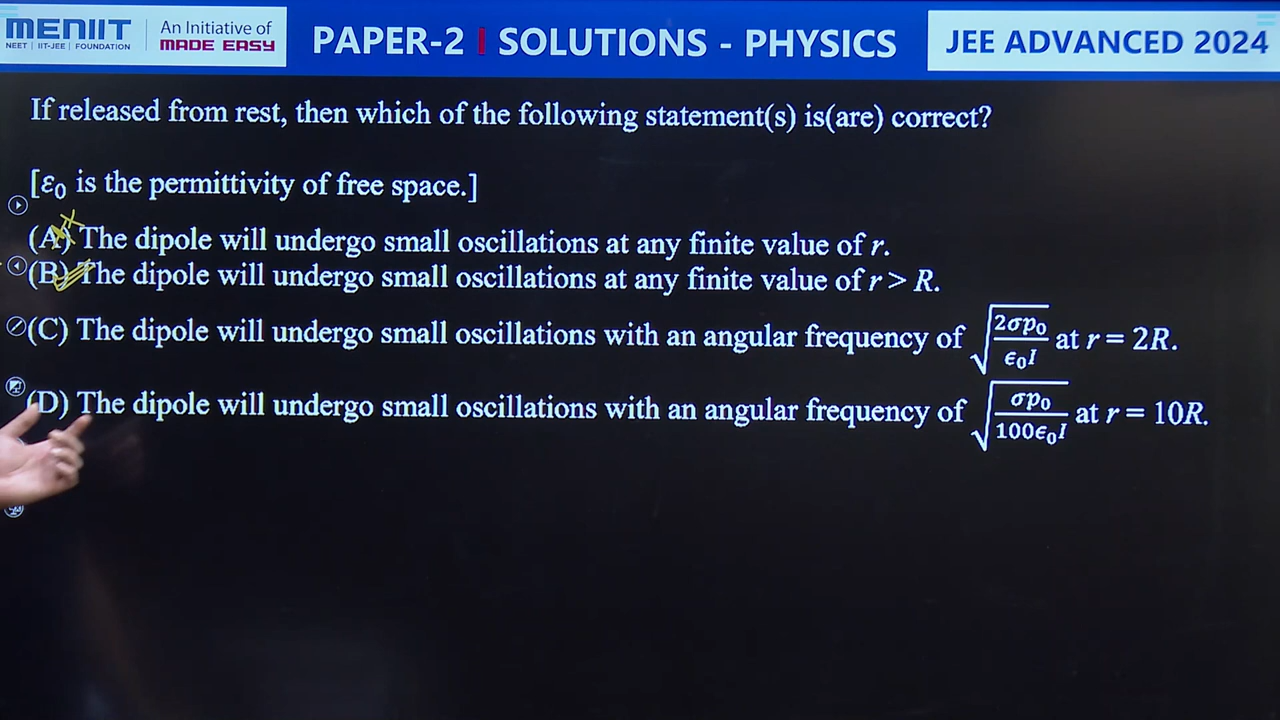 MENIIT
NEET | IIT-JEE | FOUNDATION
An Initiative of
MADE EASY
PAPER-2 | SOLUTIONS - PHYSICS
JEE ADVANCED 2024
If released from rest, then which of the following statement(s) is(are) correct?
[ε₀ is the permittivity of free space.]
(A) The dipole will undergo small oscillations at any finite value of r.
(B) The dipole will undergo small oscillations at any finite value of r > R.
(C) The dipole will undergo small oscillations with an angular frequency of √(2σp₀/ϵ₀I) at r = 2R.
(D) The dipole will undergo small oscillations with an angular frequency of √(σp₀/100ϵ₀I) at r = 10R.